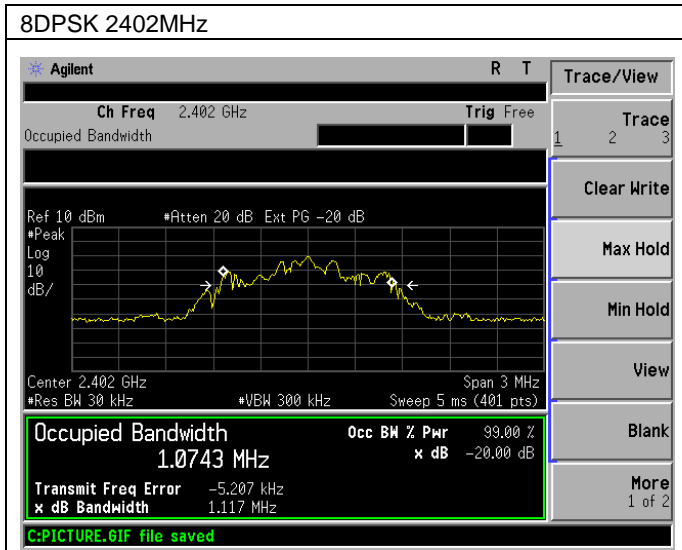 8DPSK 2402MHz
Agilent R T
Trace/View
Ch Freq 2.402 GHz Trig Free
Occupied Bandwidth
Trace
1 2 3
Clear Write
Ref 10 dBm #Atten 20 dB Ext PG -20 dB
#Peak
Log
10
dB/
Max Hold
Min Hold
View
Center 2.402 GHz Span 3 MHz
#Res BW 30 kHz #VBW 300 kHz Sweep 5 ms (401 pts)
Occupied Bandwidth Occ BW % Pwr 99.00 %
1.0743 MHz x dB -20.00 dB
Blank
Transmit Freq Error -5.207 kHz
x dB Bandwidth 1.117 MHz
More
1 of 2
C:PICTURE.GIF file saved